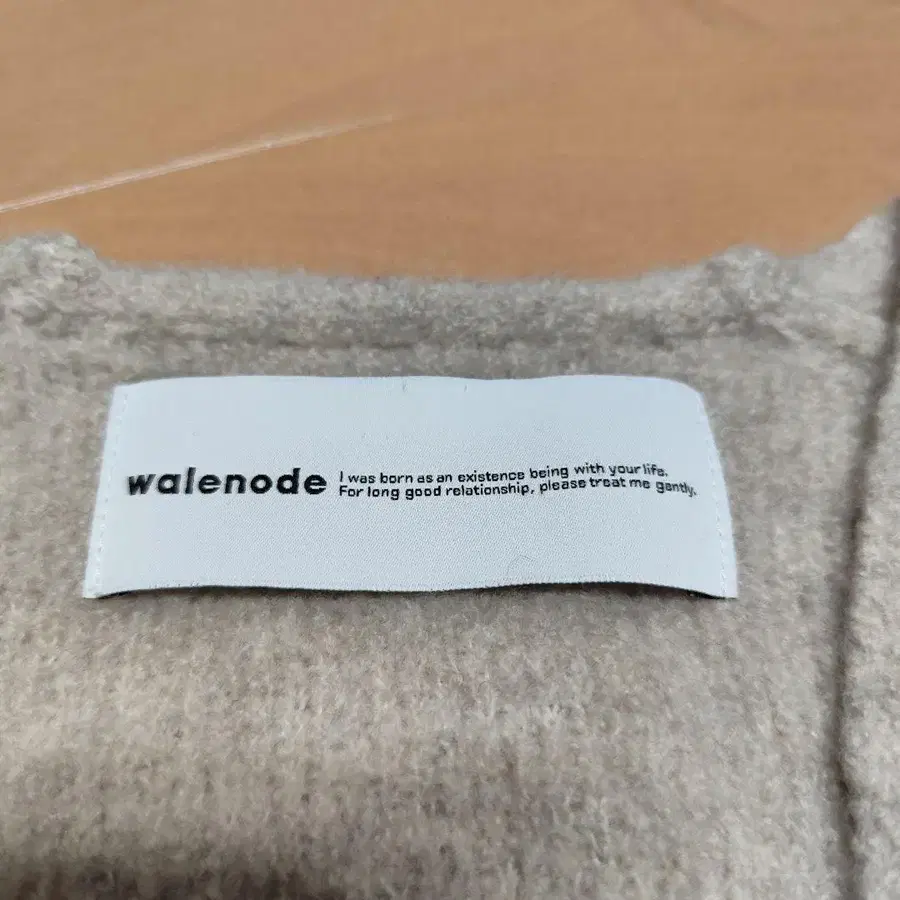 walenode
I was born as an existence being with your life.
For long good relationship, please treat me gently.